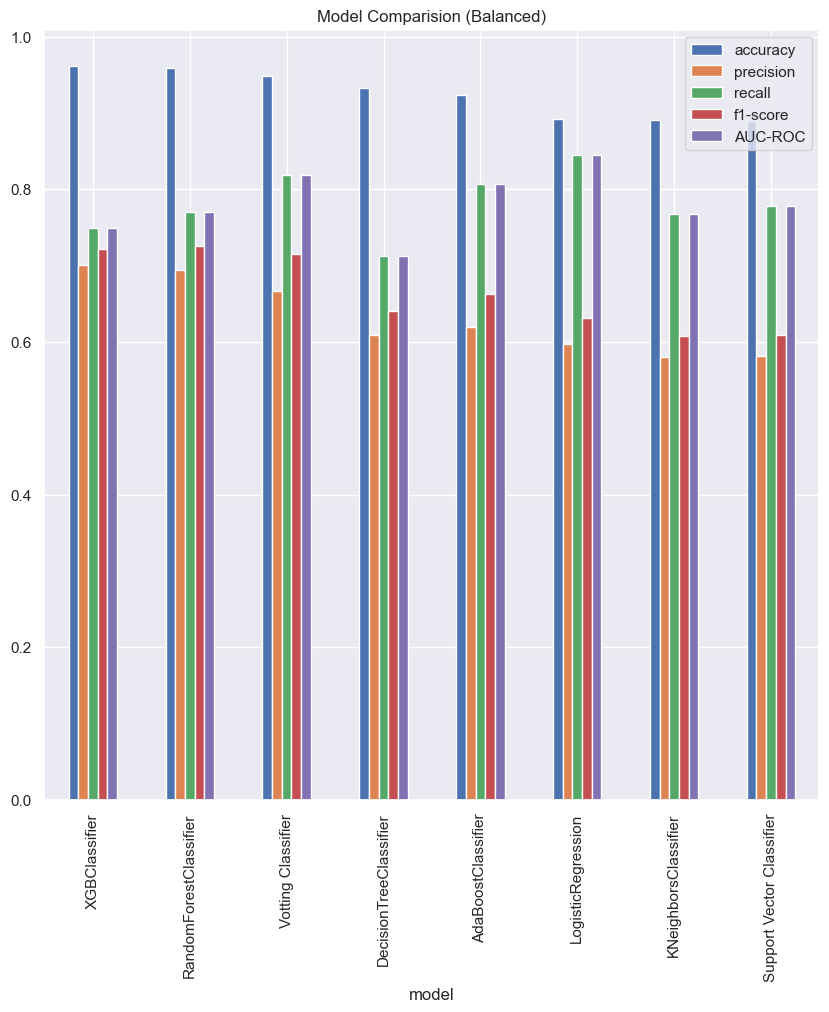 Model Comparision (Balanced)
1.0
0.8
0.6
0.4
0.2
0.0
accuracy
precision
recall
f1-score
AUC-ROC
XGBClassifier
RandomForestClassifier
Votting Classifier
DecisionTreeClassifier
AdaBoostClassifier
LogisticRegression
KNeighborsClassifier
Support Vector Classifier
model